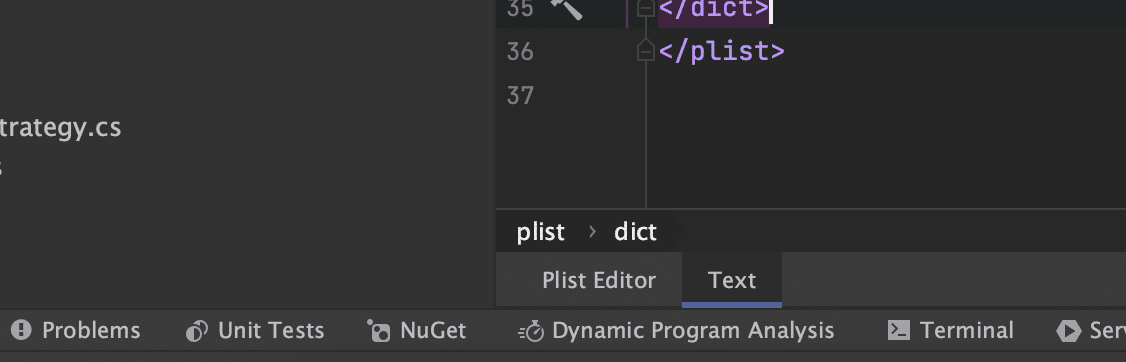 35 </dict>
36 </plist>
37
trategy.cs
s
plist › dict
Plist Editor Text
Problems Unit Tests NuGet Dynamic Program Analysis Terminal Ser